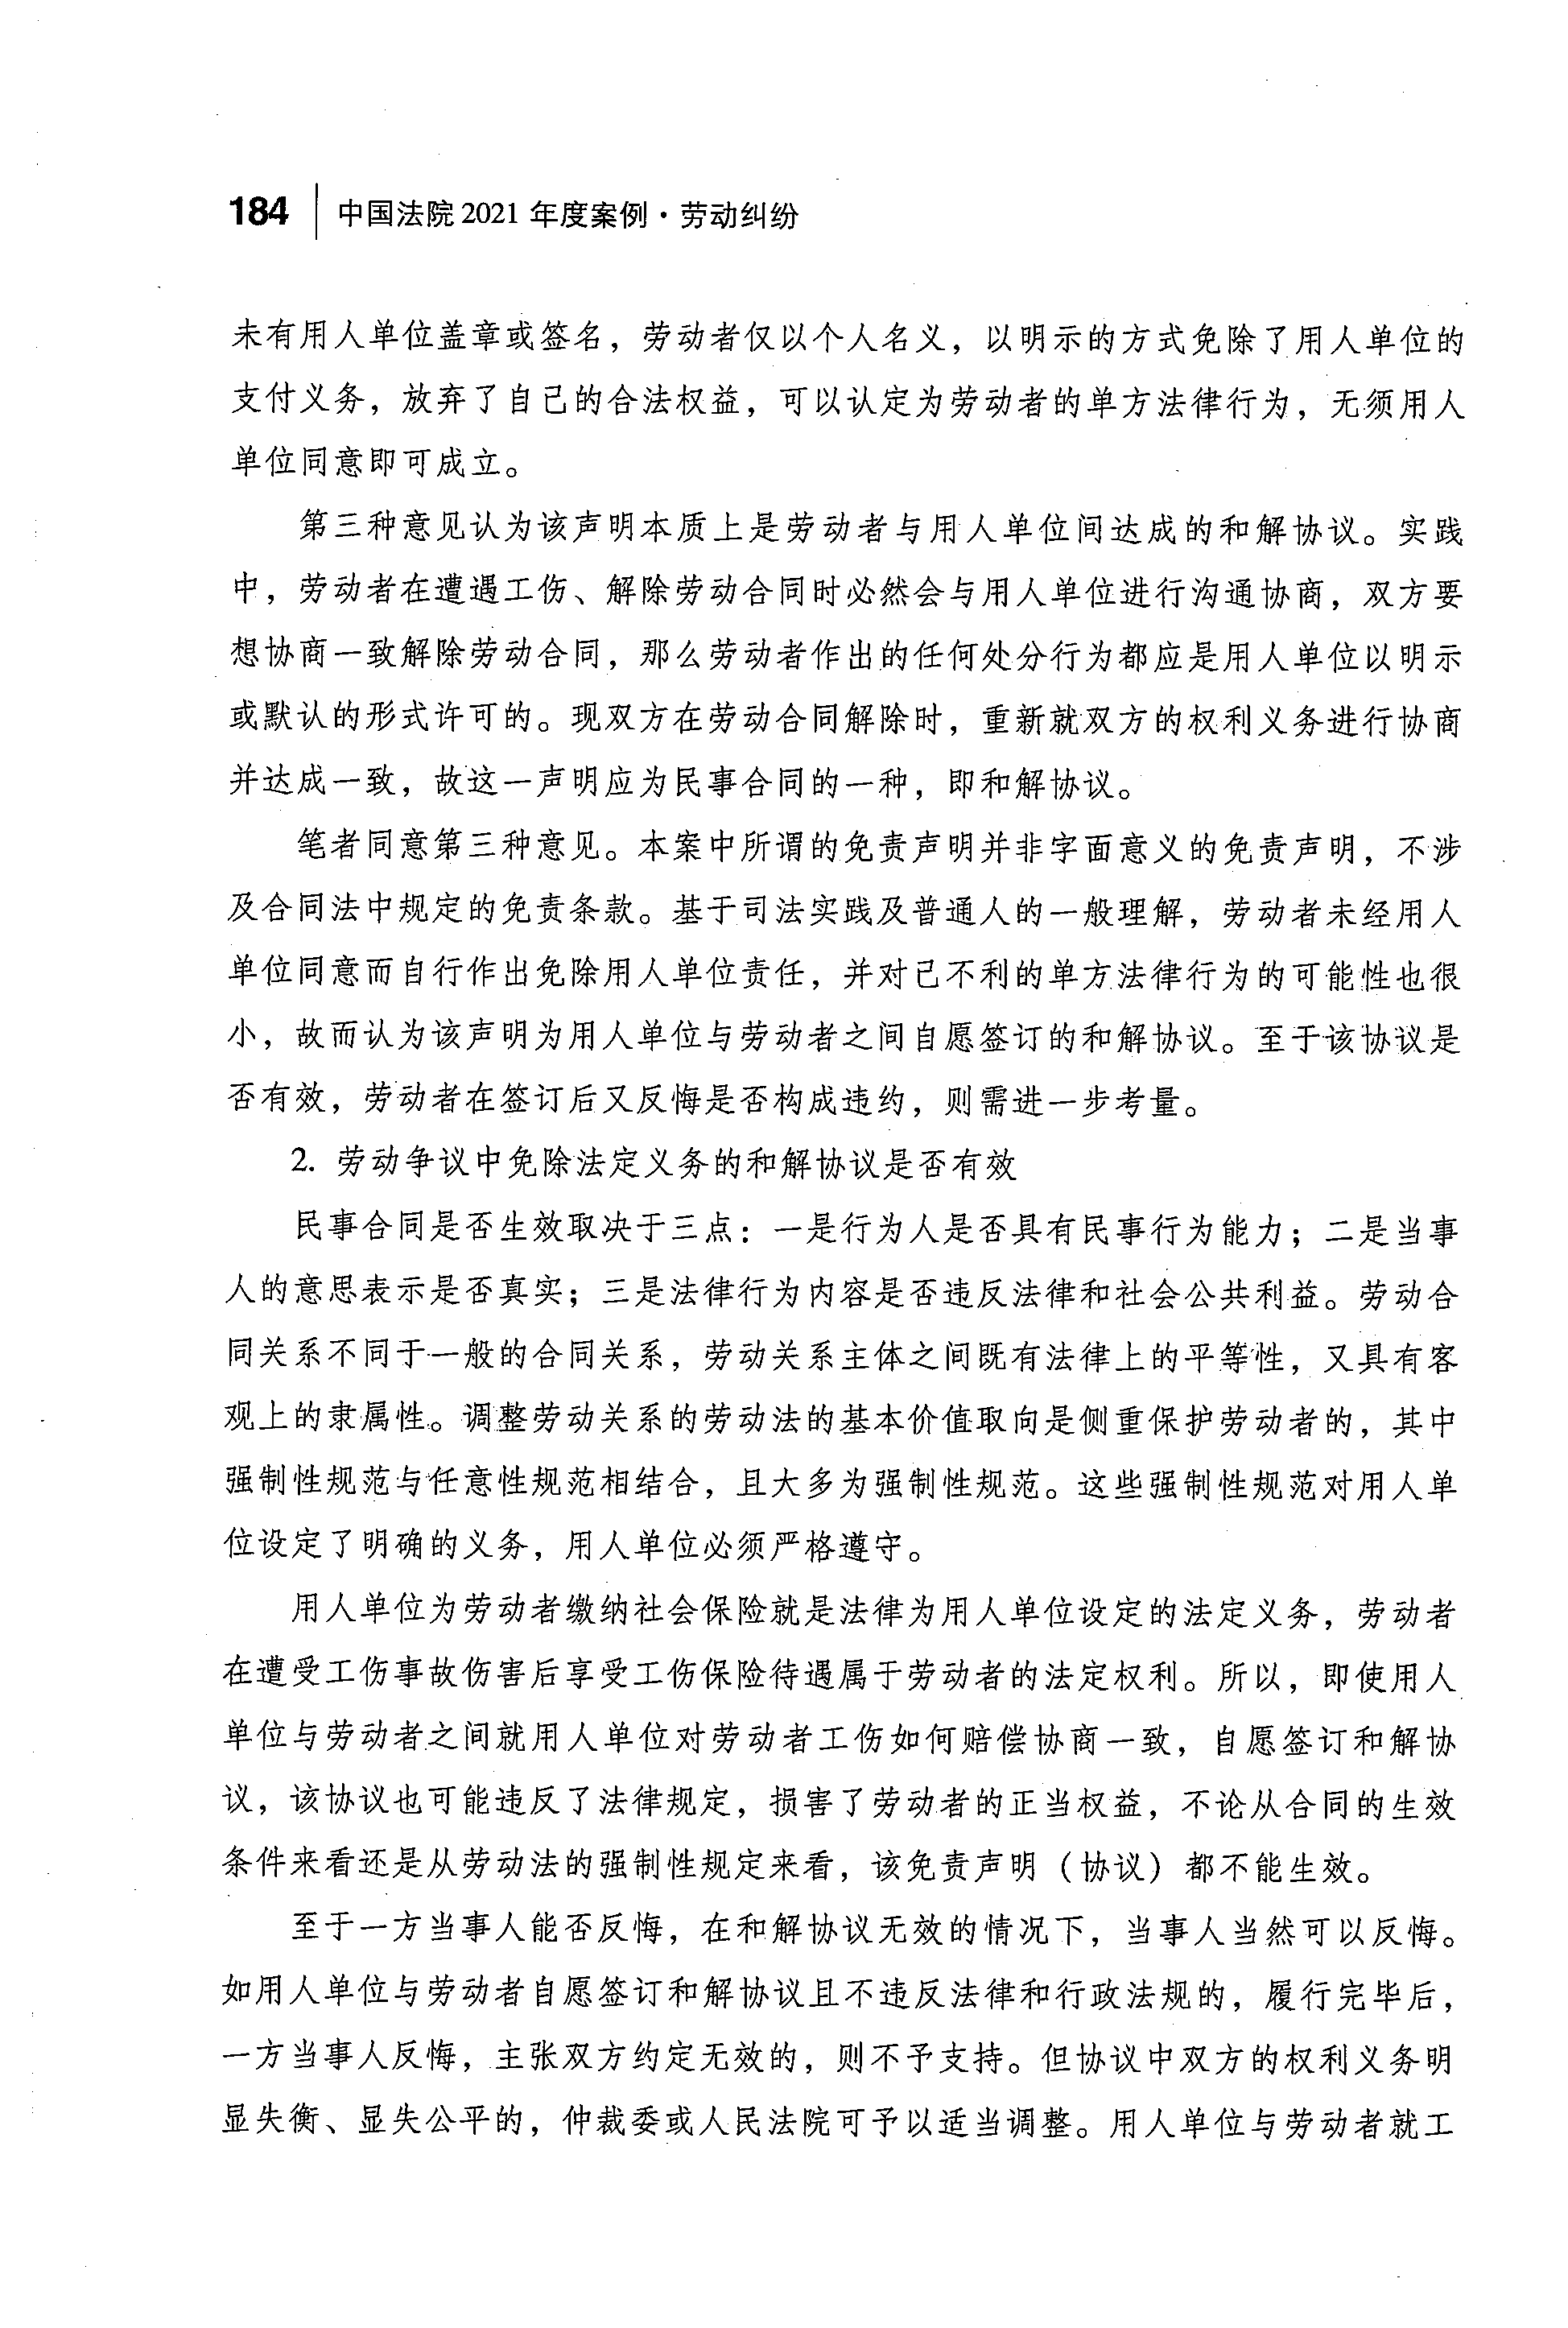 184 中国法院2021年度案例·劳动纠纷
未有用人单位盖章或签名，劳动者仅以个人名义，以明示的方式免除了用人单位的
支付义务，放弃了自己的合法权益，可以认定为劳动者的单方法律行为，无须用人
单位同意即可成立。
第三种意见认为该声明本质上是劳动者与用人单位间达成的和解协议。实践
中，劳动者在遭遇工伤、解除劳动合同时必然会与用人单位进行沟通协商，双方要
想协商一致解除劳动合同，那么劳动者作出的任何处分行为都应是用人单位以明示
或默认的形式许可的。现双方在劳动合同解除时，重新就双方的权利义务进行协商
并达成一致，故这一声明应为民事合同的一种，即和解协议。
笔者同意第三种意见。本案中所谓的免责声明并非字面意义的免责声明，不涉
及合同法中规定的免责条款。基于司法实践及普通人的一般理解，劳动者未经用人
单位同意而自行作出免除用人单位责任，并对己不利的单方法律行为的可能性也很
小，故而认为该声明为用人单位与劳动者之间自愿签订的和解协议。至于该协议是
否有效，劳动者在签订后又反悔是否构成违约，则需进一步考量。
2. 劳动争议中免除法定义务的和解协议是否有效
民事合同是否生效取决于三点：一是行为人是否具有民事行为能力；二是当事
人的意思表示是否真实；三是法律行为内容是否违反法律和社会公共利益。劳动合
同关系不同于一般的合同关系，劳动关系主体之间既有法律上的平等性，又具有客
观上的隶属性。调整劳动关系的劳动法的基本价值取向是侧重保护劳动者的，其中
强制性规范与任意性规范相结合，且大多为强制性规范。这些强制性规范对用人单
位设定了明确的义务，用人单位必须严格遵守。
用人单位为劳动者缴纳社会保险就是法律为用人单位设定的法定义务，劳动者
在遭受工伤事故伤害后享受工伤保险待遇属于劳动者的法定权利。所以，即使用人
单位与劳动者之间就用人单位对劳动者工伤如何赔偿协商一致，自愿签订和解协
议，该协议也可能违反了法律规定，损害了劳动者的正当权益，不论从合同的生效
条件来看还是从劳动法的强制性规定来看，该免责声明（协议）都不能生效。
至于一方当事人能否反悔，在和解协议无效的情况下，当事人当然可以反悔。
如用人单位与劳动者自愿签订和解协议且不违反法律和行政法规的，履行完毕后，
一方当事人反悔，主张双方约定无效的，则不予支持。但协议中双方的权利义务明
显失衡、显失公平的，仲裁委或人民法院可予以适当调整。用人单位与劳动者就工